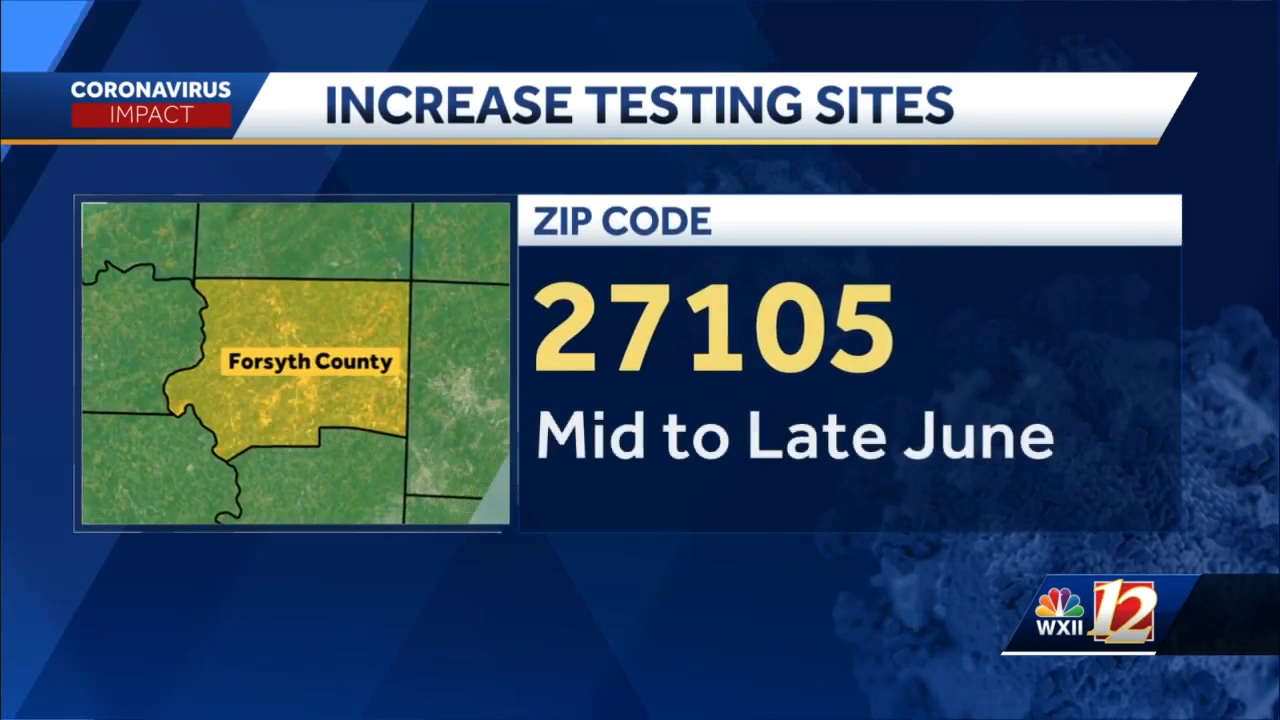 CORONAVIRUS
IMPACT
INCREASE TESTING SITES
Forsyth County
ZIP CODE
27105
Mid to Late June
WXII 12